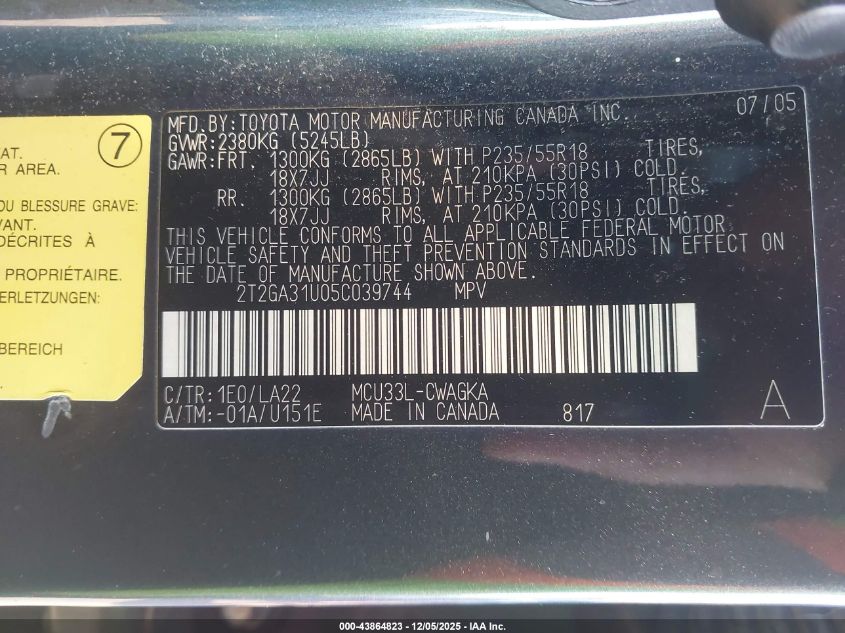 7
AT.
R AREA.
OU BLESSURE GRAVE:
VANT.
DÉCRITES À
PROPRIÉTAIRE.
ERLETZUNGEN:
BEREICH
MFD. BY: TOYOTA MOTOR MANUFACTURING CANADA INC. 07/05
GVWR: 2380KG (5245LB)
GAWR: FRT. 1300KG (2865LB) WITH P235/55R18 TIRES,
18X7JJ RIMS, AT 210KPA (30PSI) COLD.
RR. 1300KG (2865LB) WITH P235/55R18 TIRES,
18X7JJ RIMS, AT 210KPA (30PSI) COLD.
THIS VEHICLE CONFORMS TO ALL APPLICABLE FEDERAL MOTOR
VEHICLE SAFETY AND THEFT PREVENTION STANDARDS IN EFFECT ON
THE DATE OF MANUFACTURE SHOWN ABOVE.
2T2GA31U05C039744 MPV
C/TR: 1E0/LA22 MCU33L-CWAGKA
A/TM: -01A/U151E MADE IN CANADA 817 A
000-43864823 - 12/05/2025 - IAA Inc.